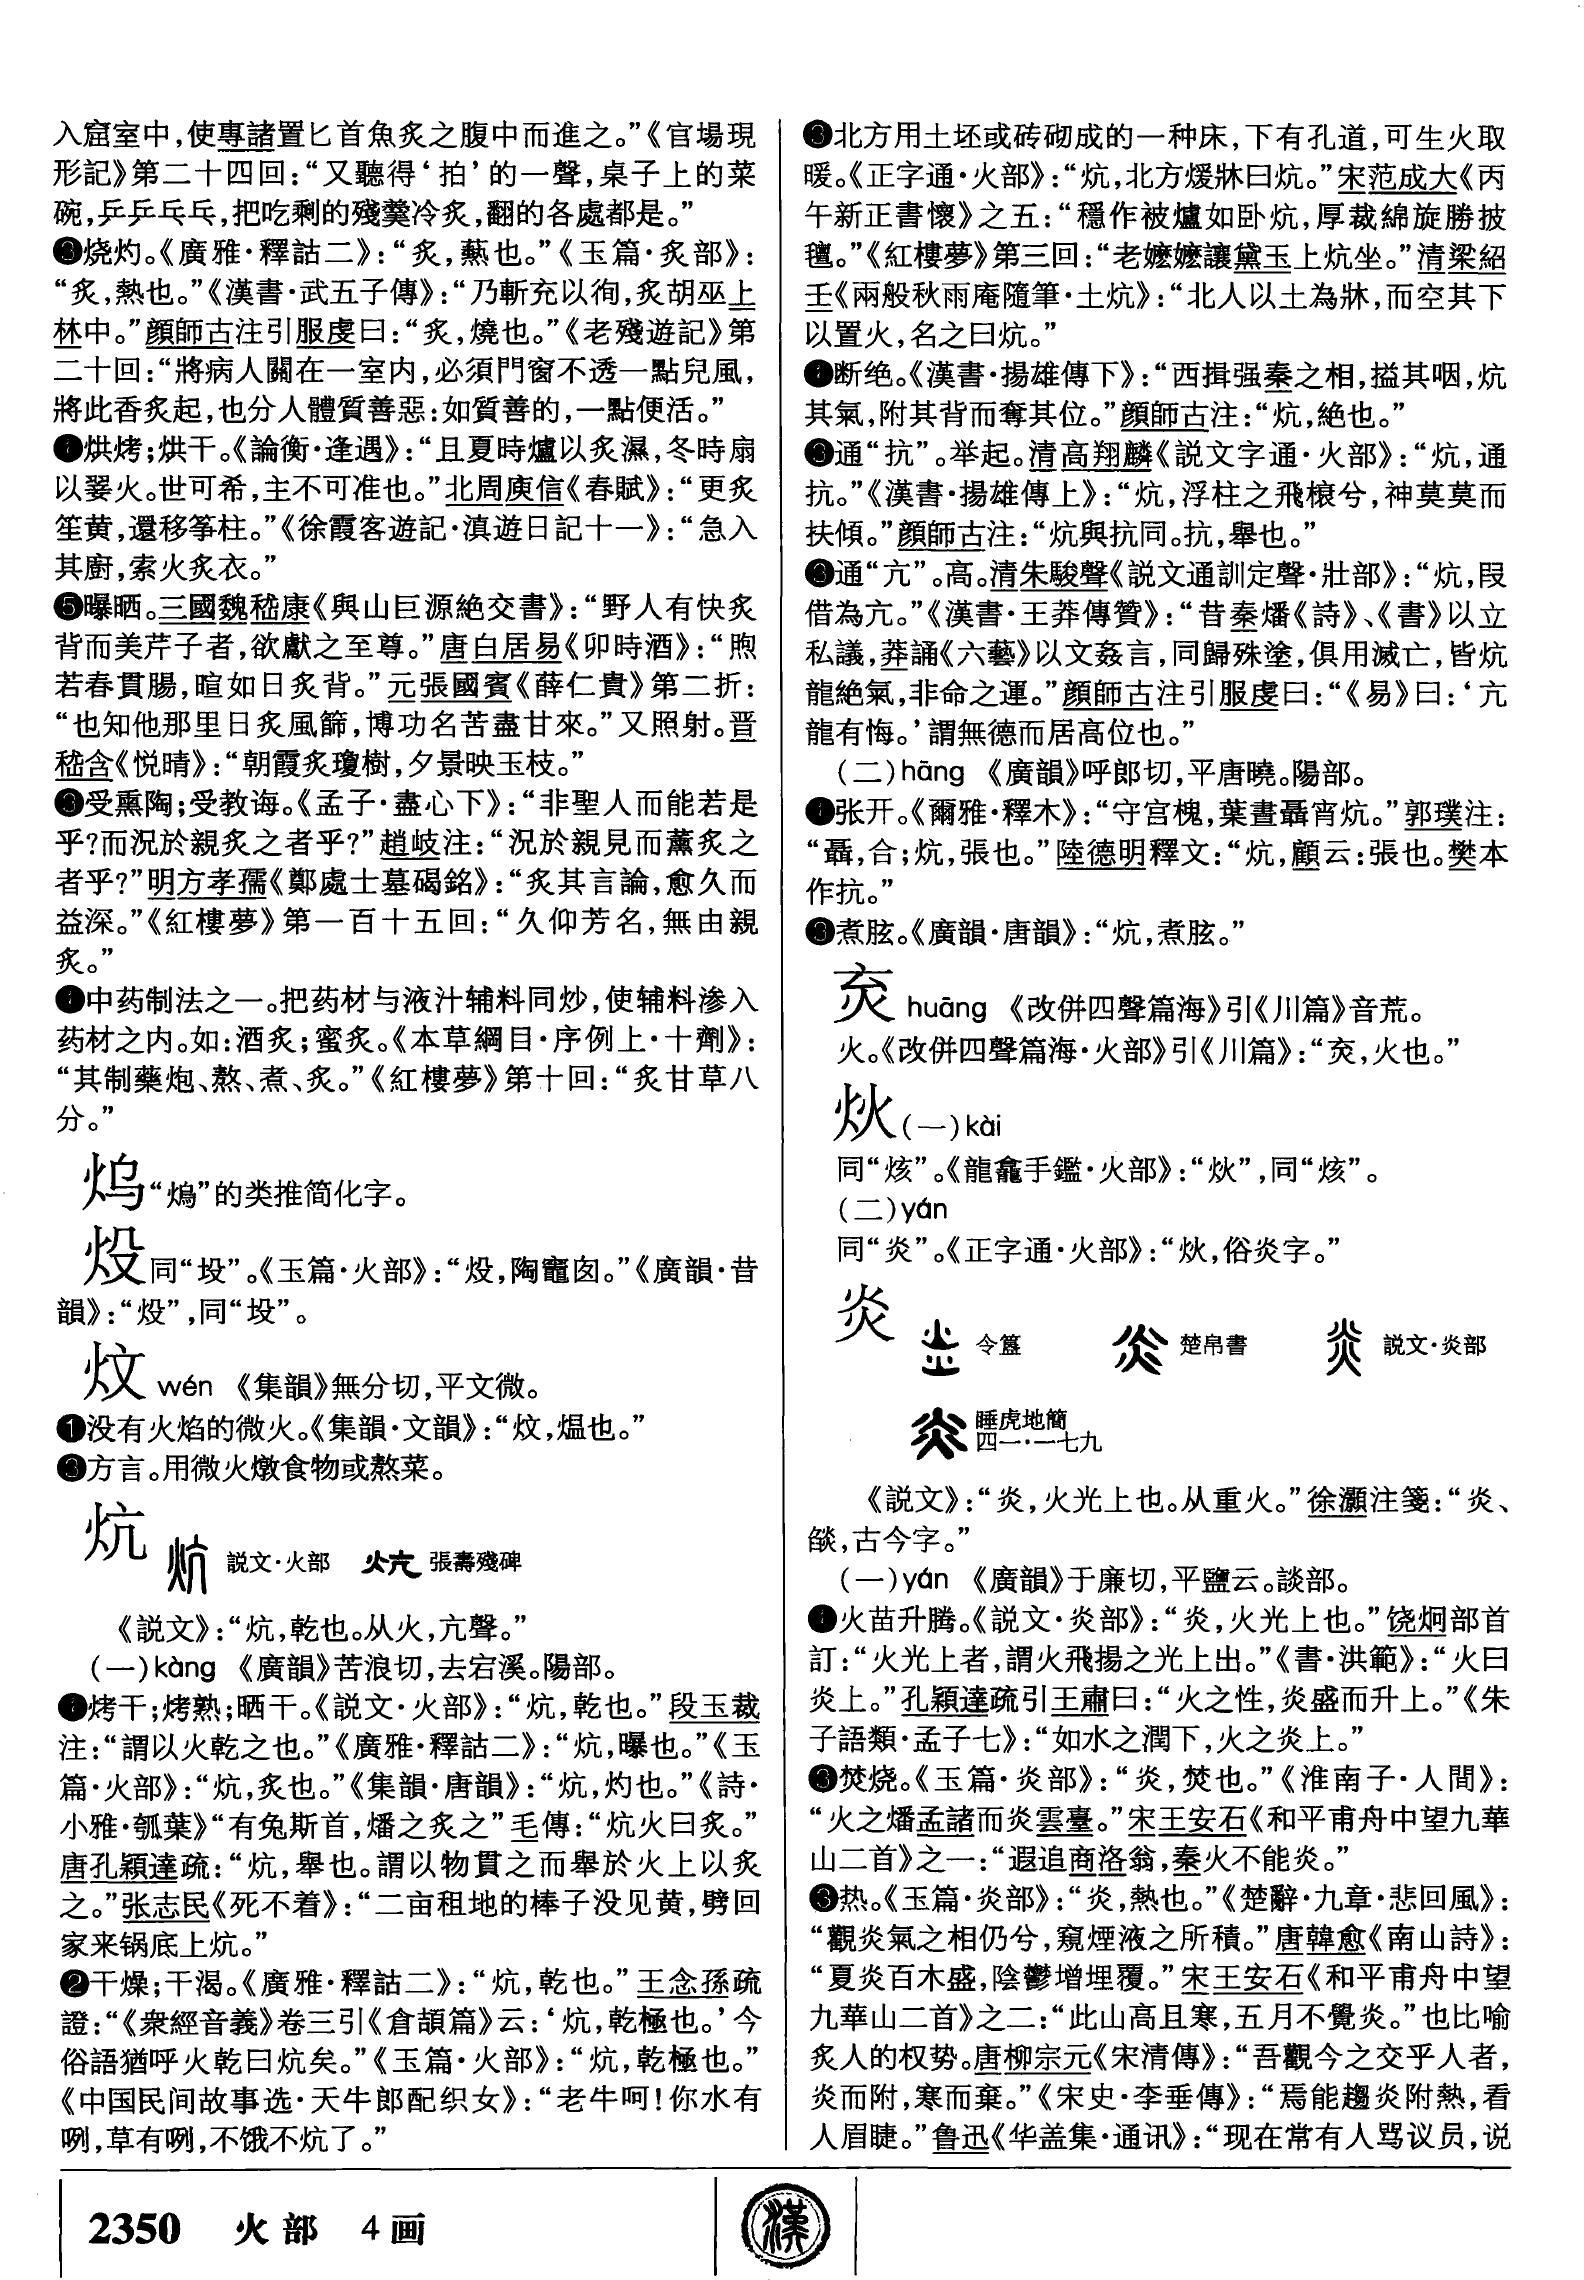 入窟室中，使專諸置匕首魚炙之腹中而進之。”《官場現
形記》第二十四回：“又聽得‘拍’的一聲，桌子上的菜
碗，乒乒乓乓，把吃剩的殘羹冷炙，翻的各處都是。”
❸烧灼。《廣雅·釋詁二》：“炙，爇也。”《玉篇·炙部》：
“炙，熱也。”《漢書·武五子傳》：“乃斬充以徇，炙胡巫上
林中。”顔師古注引服虔曰：“炙，燒也。”《老殘遊記》第
二十回：“將病人關在一室内，必須門窗不透一點兒風，
將此香炙起，也分人體質善惡：如質善的，一點便活。”
❹烘烤；烘干。《論衡·逢遇》：“且夏時爐以炙濕，冬時扇
以翣火。世可希，主不可准也。”北周庾信《春賦》：“更炙
笙黄，還移筝柱。”《徐霞客遊記·滇遊日記十一》：“急入
其廚，索火炙衣。”
❺曝晒。三國魏嵇康《與山巨源絶交書》：“野人有快炙
背而美芹子者，欲獻之至尊。”唐白居易《卯時酒》：“煦
若春貫腸，暄如日炙背。”元張國賓《薛仁貴》第二折：
“也知他那里日炙風篩，博功名苦盡甘來。”又照射。晋
嵇含《悦晴》：“朝霞炙瓊樹，夕景映玉枝。”
❻受熏陶；受教诲。《孟子·盡心下》：“非聖人而能若是
乎？而況於親炙之者乎？”趙岐注：“況於親見而薰炙之
者乎？”明方孝孺《鄭處士墓碣銘》：“炙其言論，愈久而
益深。”《紅樓夢》第一百十五回：“久仰芳名，無由親
炙。”
❼中药制法之一。把药材与液汁辅料同炒，使辅料渗入
药材之内。如：酒炙；蜜炙。《本草綱目·序例上·十劑》：
“其制藥炮、熬、煮、炙。”《紅樓夢》第十回：“炙甘草八
分。”
𬊈“熓”的类推简化字。
炈同“坄”。《玉篇·火部》：“炈，陶竈囱。”《廣韻·昔
韻》：“炈”，同“坄”。
炆 wén 《集韻》無分切，平文微。
❶没有火焰的微火。《集韻·文韻》：“炆，煴也。”
❷方言。用微火燉食物或熬菜。
炕 説文·火部 張壽殘碑
《説文》：“炕，乾也。从火，亢聲。”
（一）kàng 《廣韻》苦浪切，去宕溪。陽部。
❶烤干；烤熟；晒干。《説文·火部》：“炕，乾也。”段玉裁
注：“謂以火乾之也。”《廣雅·釋詁二》：“炕，曝也。”《玉
篇·火部》：“炕，炙也。”《集韻·唐韻》：“炕，灼也。”《詩·
小雅·瓠葉》“有兔斯首，燔之炙之”毛傳：“炕火曰炙。”
唐孔穎達疏：“炕，舉也。謂以物貫之而舉於火上以炙
之。”张志民《死不着》：“二亩租地的棒子没见黄，劈回
家来锅底上炕。”
❷干燥；干渴。《廣雅·釋詁二》：“炕，乾也。”王念孫疏
證：“《衆經音義》卷三引《倉頡篇》云：‘炕，乾極也。’今
俗語猶呼火乾曰炕矣。”《玉篇·火部》：“炕，乾極也。”
《中国民间故事选·天牛郎配织女》：“老牛呵！你水有
咧，草有咧，不饿不炕了。”
❸北方用土坯或砖砌成的一种床，下有孔道，可生火取
暖。《正字通·火部》：“炕，北方煖牀曰炕。”宋范成大《丙
午新正書懷》之五：“穩作被爐如卧炕，厚裁綿旋勝披
氊。”《紅樓夢》第三回：“老嬷嬷讓黛玉上炕坐。”清梁紹
壬《兩般秋雨庵隨筆·土炕》：“北人以土為牀，而空其下
以置火，名之曰炕。”
❹断绝。《漢書·揚雄傳下》：“西揖强秦之相，搤其咽，炕
其氣，附其背而奪其位。”顔師古注：“炕，絶也。”
❺通“抗”。举起。清高翔麟《説文字通·火部》：“炕，通
抗。”《漢書·揚雄傳上》：“炕，浮柱之飛榱兮，神莫莫而
扶傾。”顔師古注：“炕與抗同。抗，舉也。”
❻通“亢”。高。清朱駿聲《説文通訓定聲·壯部》：“炕，叚
借為亢。”《漢書·王莽傳贊》：“昔秦燔《詩》、《書》以立
私議，莽誦《六藝》以文姦言，同歸殊塗，俱用滅亡，皆炕
龍絶氣，非命之運。”顔師古注引服虔曰：“《易》曰：‘亢
龍有悔。’謂無德而居高位也。”
（二）hāng 《廣韻》呼郎切，平唐曉。陽部。
❶张开。《爾雅·釋木》：“守宫槐，葉晝聶宵炕。”郭璞注：
“聶，合；炕，張也。”陸德明釋文：“炕，顧云：張也。樊本
作抗。”
❷煮胘。《廣韻·唐韻》：“炕，煮胘。”
㶹 huāng 《改併四聲篇海》引《川篇》音荒。
火。《改併四聲篇海·火部》引《川篇》：“㶹，火也。”
炏（一）kài
同“烗”。《龍龕手鑑·火部》：“炏”，同“烗”。
（二）yán
同“炎”。《正字通·火部》：“炏，俗炎字。”
炎 令簋 楚帛書 説文·炎部
睡虎地簡
四一·一七九
《説文》：“炎，火光上也。从重火。”徐灝注箋：“炎、
燄，古今字。”
（一）yán 《廣韻》于廉切，平鹽云。談部。
❶火苗升腾。《説文·炎部》：“炎，火光上也。”饶炯部首
訂：“火光上者，謂火飛揚之光上出。”《書·洪範》：“火曰
炎上。”孔穎達疏引王肅曰：“火之性，炎盛而升上。”《朱
子語類·孟子七》：“如水之潤下，火之炎上。”
❷焚烧。《玉篇·炎部》：“炎，焚也。”《淮南子·人間》：
“火之燔孟諸而炎雲臺。”宋王安石《和平甫舟中望九華
山二首》之一：“遐追商洛翁，秦火不能炎。”
❸热。《玉篇·炎部》：“炎，熱也。”《楚辭·九章·悲回風》：
“觀炎氣之相仍兮，窺煙液之所積。”唐韓愈《南山詩》：
“夏炎百木盛，陰鬱增埋覆。”宋王安石《和平甫舟中望
九華山二首》之二：“此山高且寒，五月不覺炎。”也比喻
炙人的权势。唐柳宗元《宋清傳》：“吾觀今之交乎人者，
炎而附，寒而棄。”《宋史·李垂傳》：“焉能趨炎附熱，看
人眉睫。”鲁迅《华盖集·通讯》：“现在常有人骂议员，说
2350 火部 4画
漢